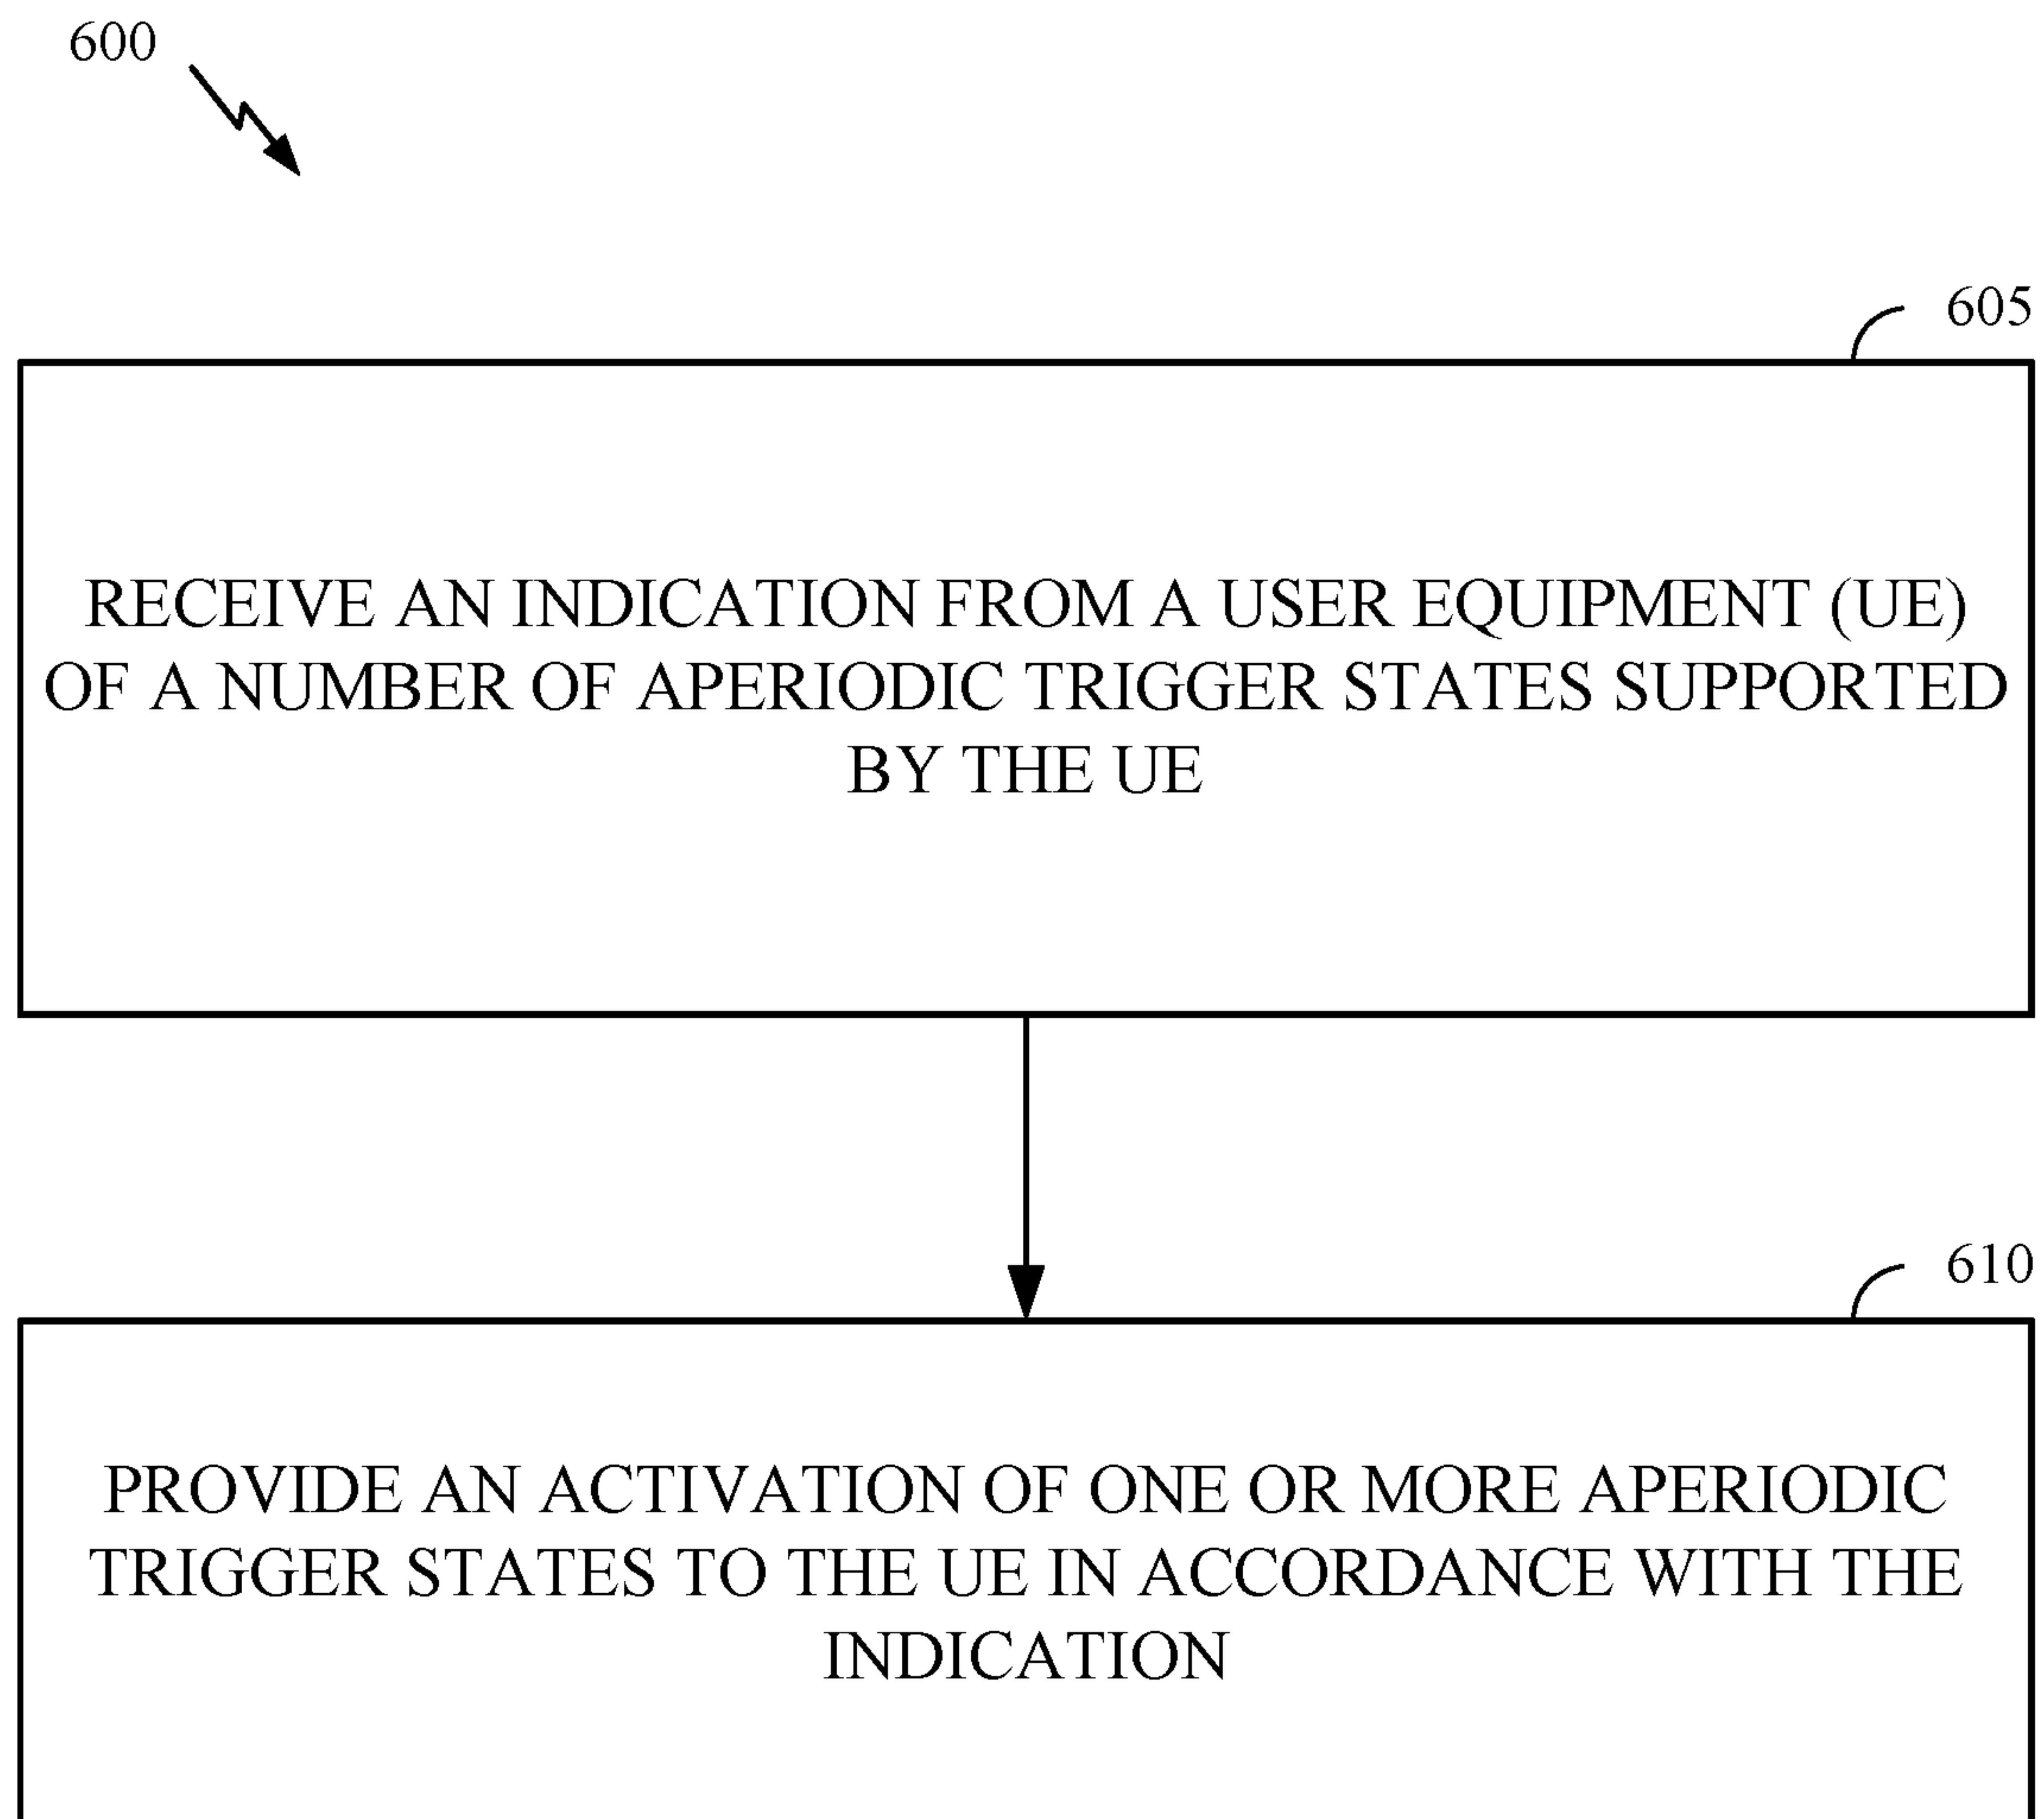 600
605
RECEIVE AN INDICATION FROM A USER EQUIPMENT (UE)
OF A NUMBER OF APERIODIC TRIGGER STATES SUPPORTED
BY THE UE
610
PROVIDE AN ACTIVATION OF ONE OR MORE APERIODIC
TRIGGER STATES TO THE UE IN ACCORDANCE WITH THE
INDICATION